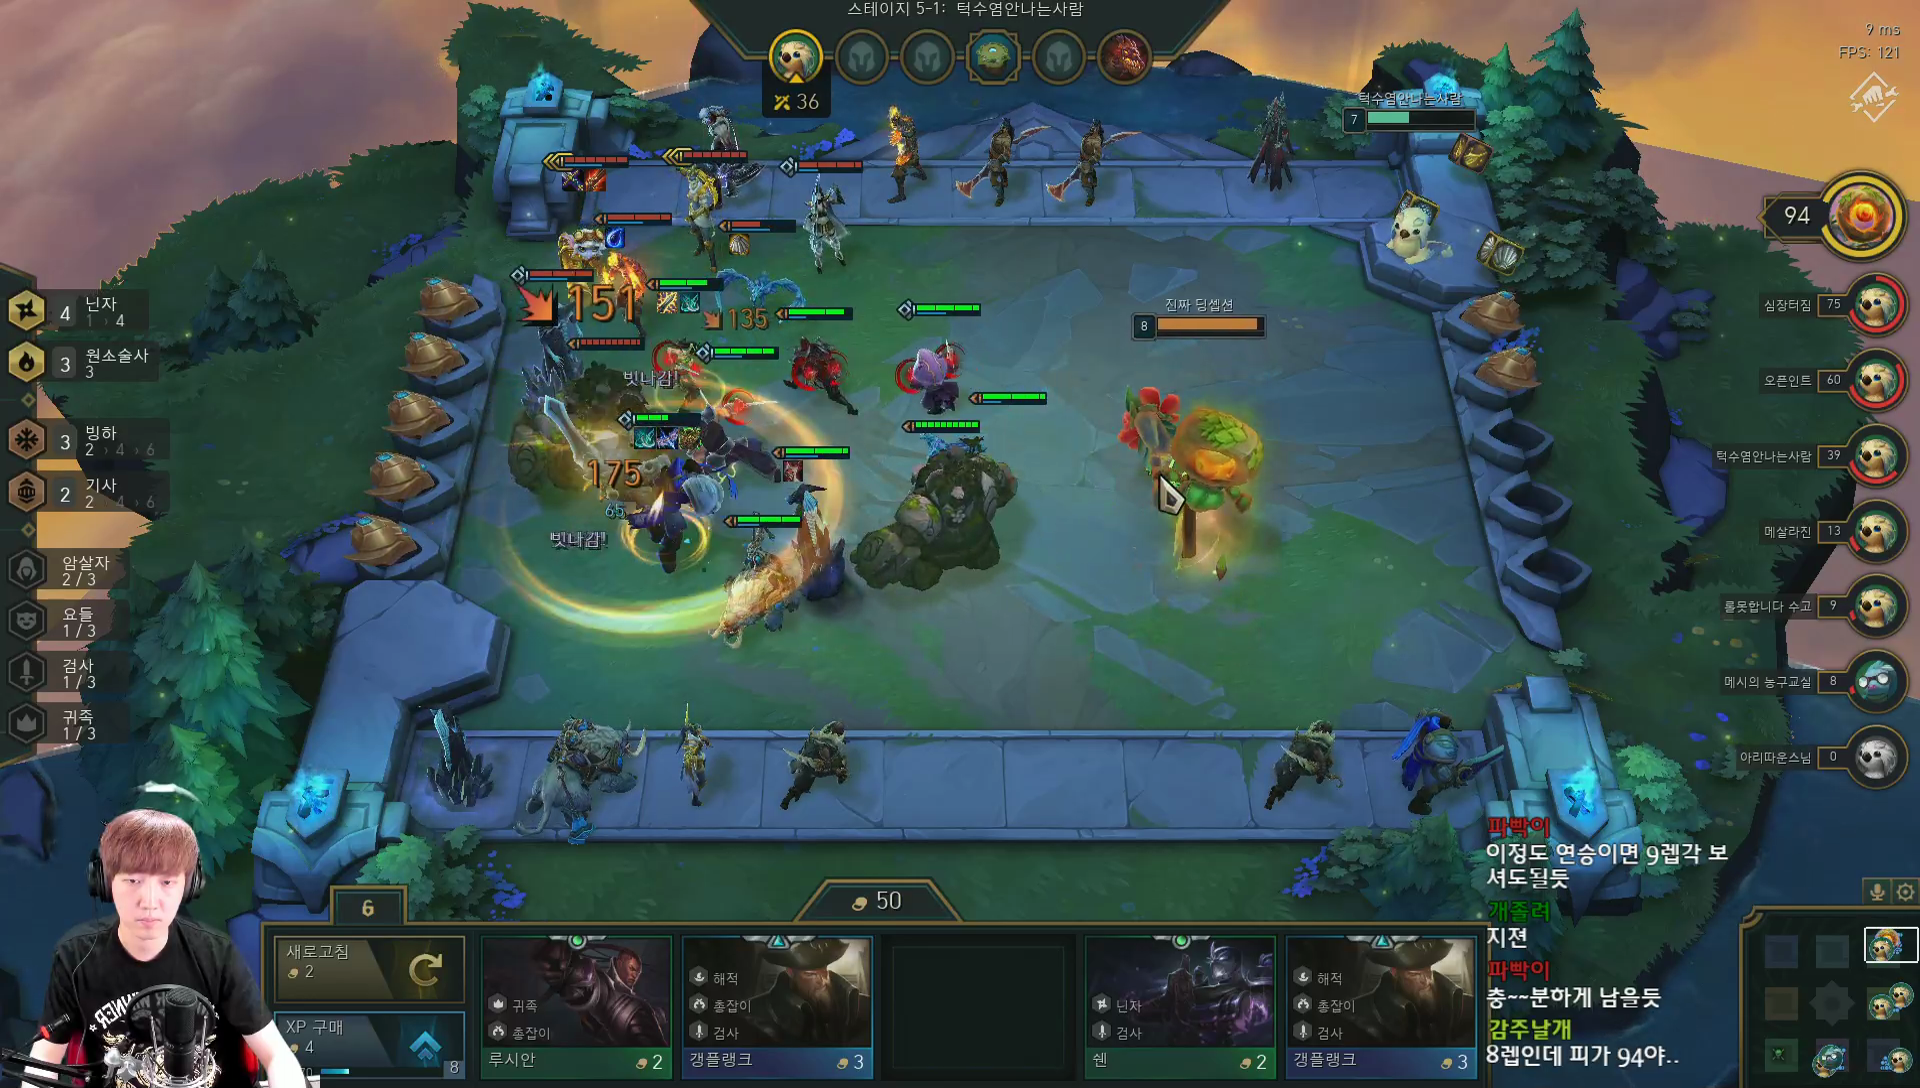 스테이지 5-1: 턱수염안나는사람
9 ms
FPS: 121
36
턱수염안나는사람
7
94
심장터짐 75
오픈인트 60
턱수염안나는사람 39
메살라진 13
롤못합니다 수고 9
메시의 농구교실 8
아리따운스님 0
4 닌자
1 › 4
3 원소술사
3
3 빙하
2 › 4 › 6
2 기사
2 › 4 › 6
암살자
2 / 3
요들
1 / 3
검사
1 / 3
귀족
1 / 3
151
135
빗나감!
175
65
빗나감!
진짜 딩셉션
8
6
50
새로고침
2
XP 구매
4
8
귀족
총잡이
루시안 2
해적
총잡이
검사
갱플랭크 3
닌자
검사
쉔 2
해적
총잡이
검사
갱플랭크 3
파빡이
이정도 연승이면 9렙각 보
셔도될듯
개졸려
지젼
파빡이
충~~분하게 남을듯
감주날개
8렙인데 피가 94야..